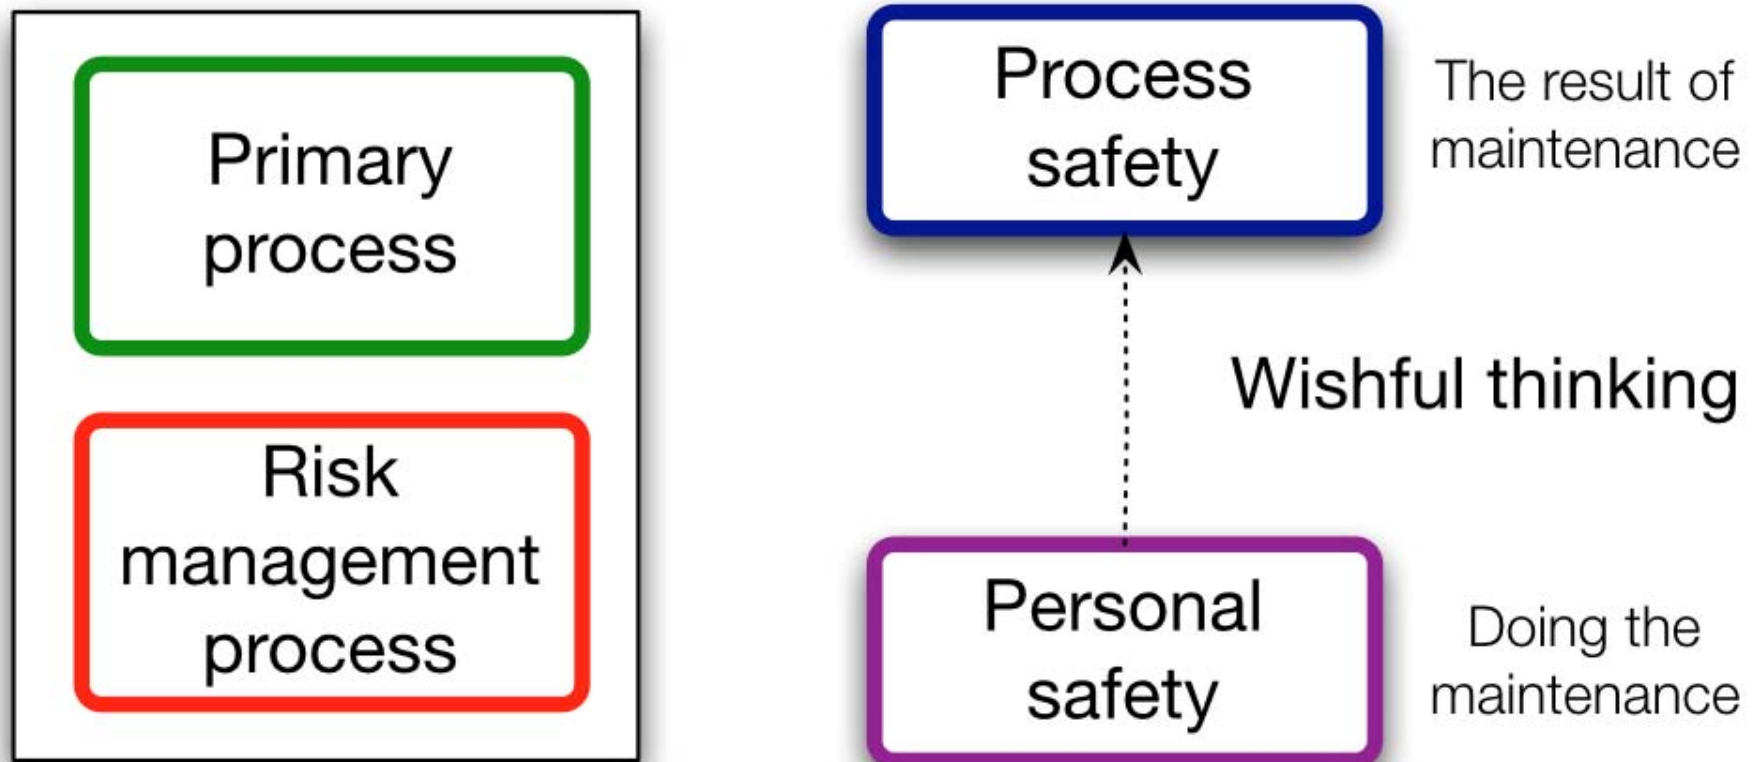 Primary
process
Risk
management
process
Process
safety
The result of
maintenance
Wishful thinking
Personal
safety
Doing the
maintenance